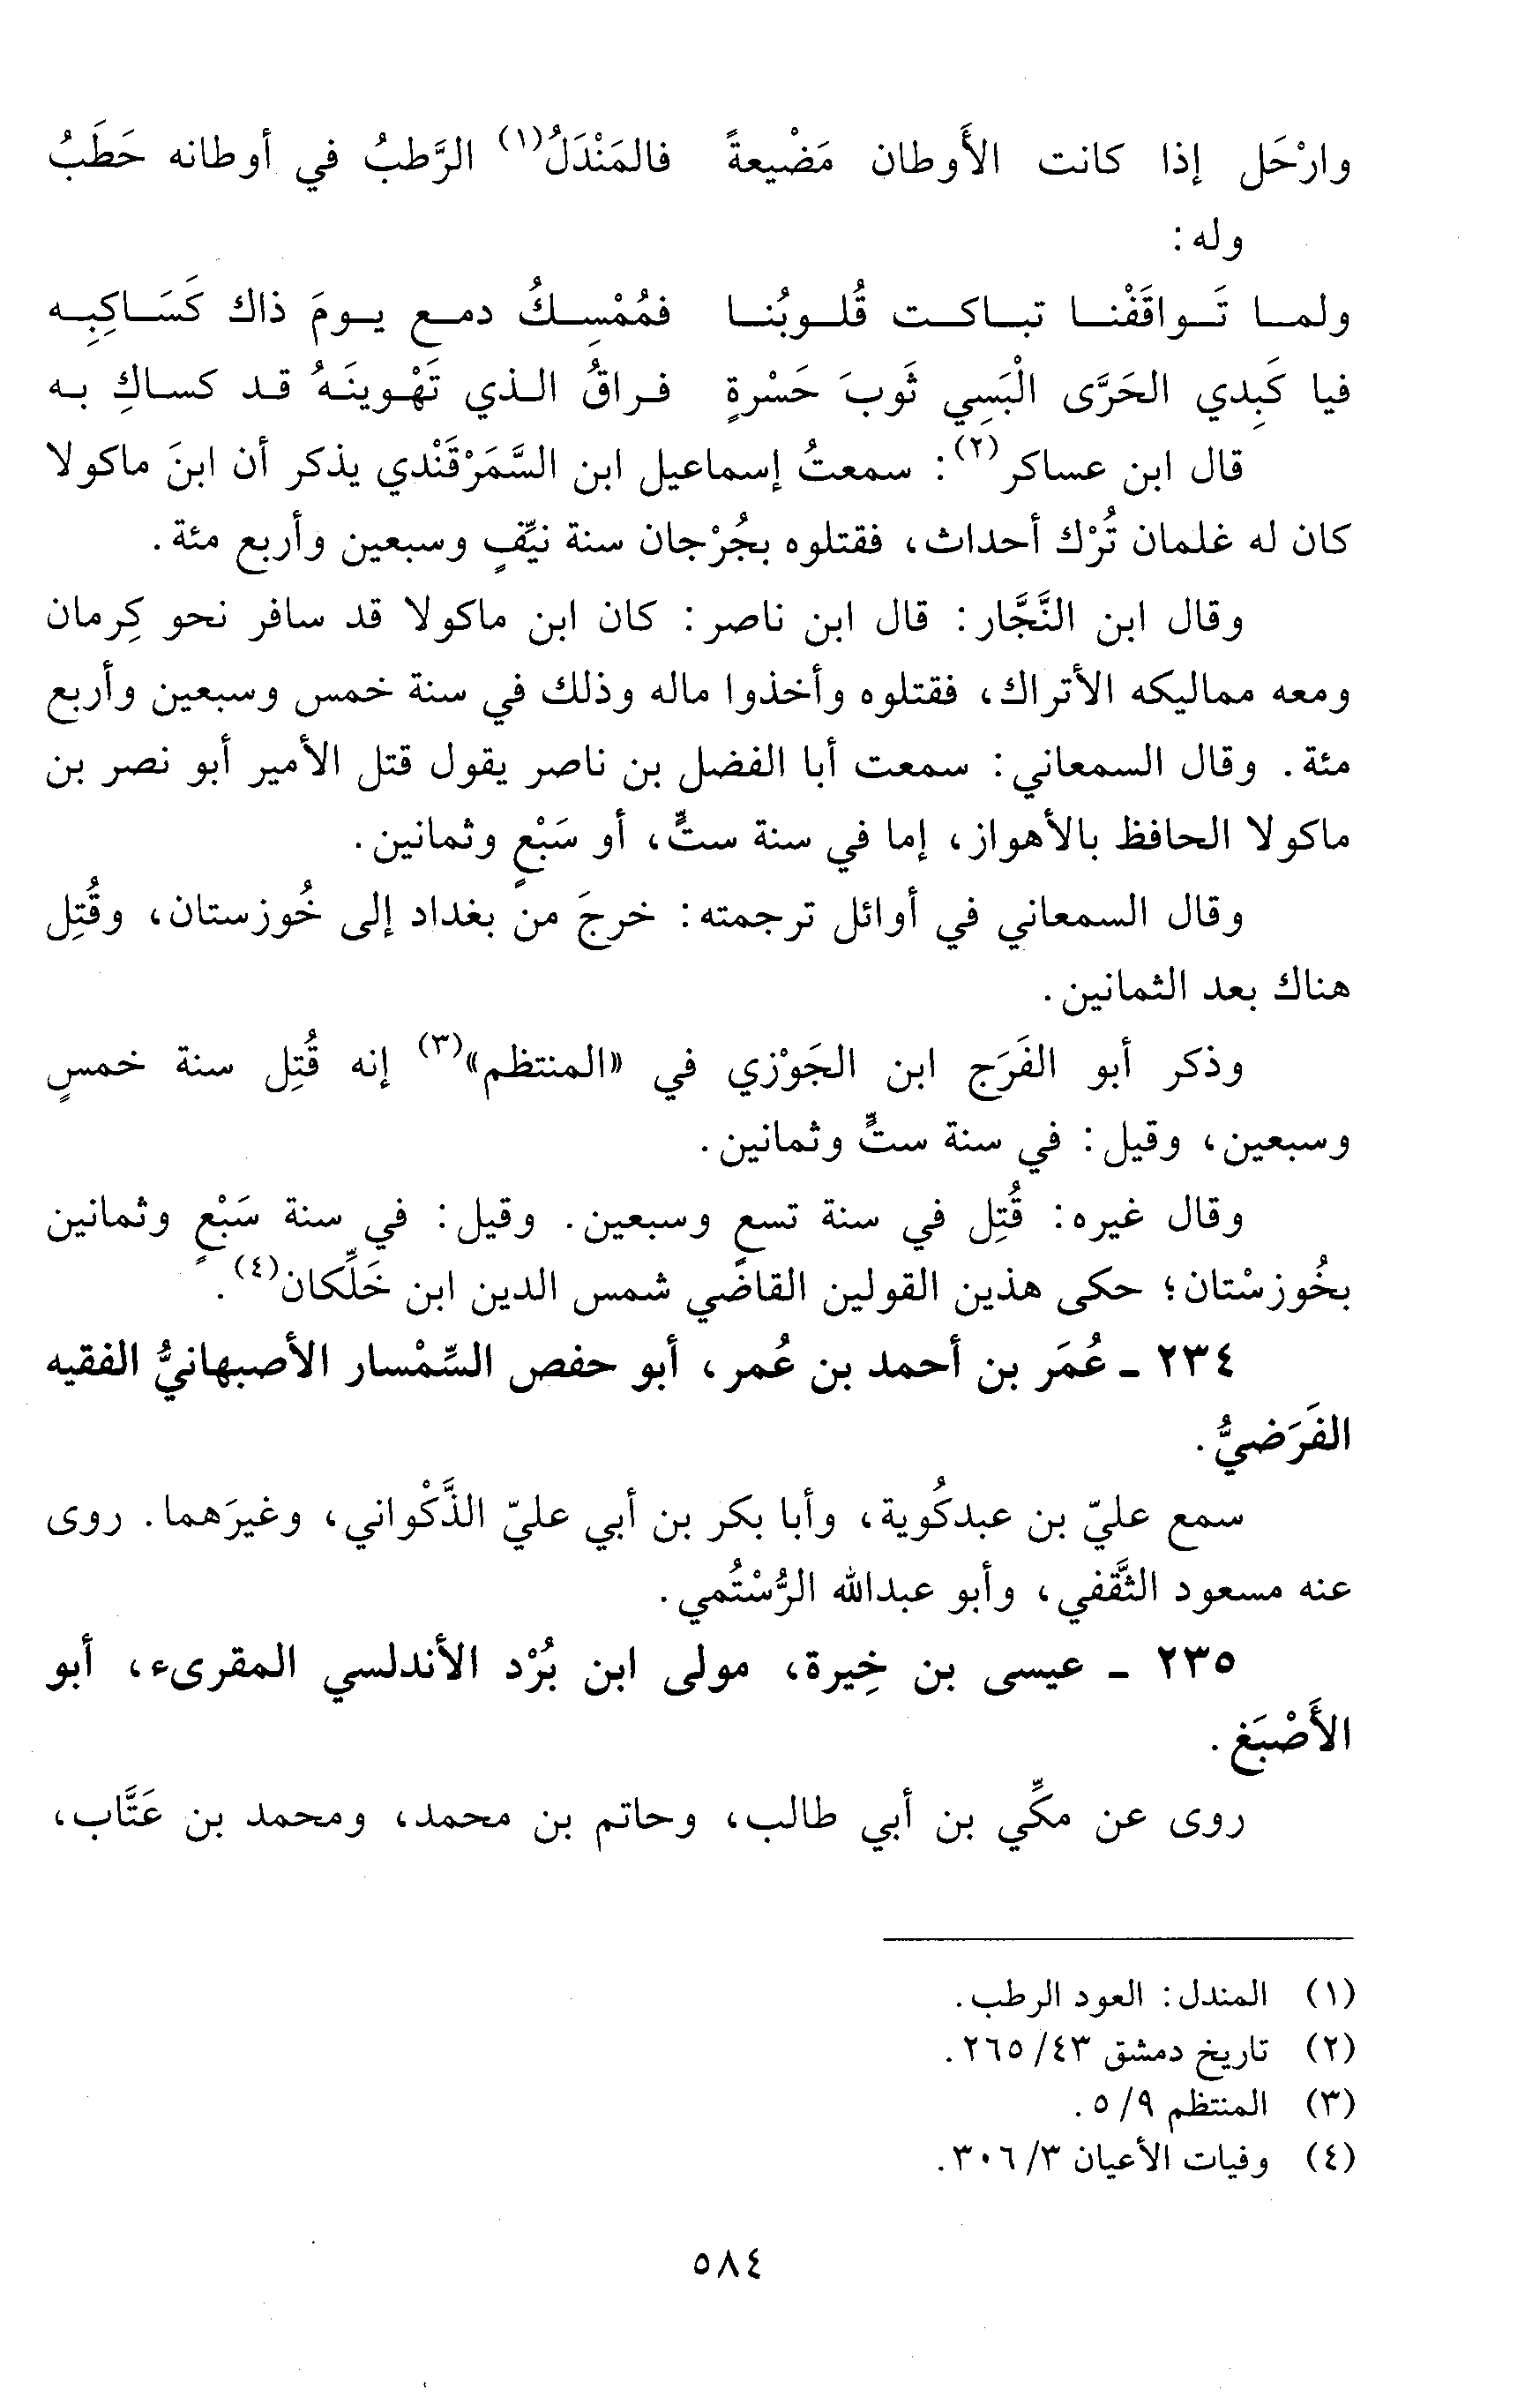 وارْحَل إذا كانت الأَوطان مَضْيعةً فالمَنْدَلُ(١) الرَّطبُ في أوطانه حَطَبُ
وله:
ولما تَواقَفْنا تباكت قُلوبُنا فمُمْسِكُ دمع يومَ ذاك كَسَاكِبِه
فيا كَبِدي الحَرَّى الْبَسِي ثَوبَ حَسْرةٍ فراقُ الذي تَهْوينَهُ قد كساكِ به
قال ابن عساكر(٢): سمعتُ إسماعيل ابن السَّمَرْقَنْدي يذكر أن ابنَ ماكولا
كان له غلمان تُرْك أحداث، فقتلوه بجُرْجان سنة نيِّفٍ وسبعين وأربع مئة.
وقال ابن النَّجَّار: قال ابن ناصر: كان ابن ماكولا قد سافر نحو كِرمان
ومعه مماليكه الأتراك، فقتلوه وأخذوا ماله وذلك في سنة خمس وسبعين وأربع
مئة. وقال السمعاني: سمعت أبا الفضل بن ناصر يقول قتل الأمير أبو نصر بن
ماكولا الحافظ بالأهواز، إما في سنة ستٍّ، أو سَبْعٍ وثمانين.
وقال السمعاني في أوائل ترجمته: خرجَ من بغداد إلى خُوزستان، وقُتِل
هناك بعد الثمانين.
وذكر أبو الفَرَج ابن الجَوْزي في «المنتظم»(٣) إنه قُتِل سنة خمسٍ
وسبعين، وقيل: في سنة ستٍّ وثمانين.
وقال غيره: قُتِل في سنة تسعٍ وسبعين. وقيل: في سنة سَبْعٍ وثمانين
بخُوزسْتان؛ حكى هذين القولين القاضي شمس الدين ابن خَلِّكان(٤).
٢٣٤ - عُمَر بن أحمد بن عُمر، أبو حفص السِّمْسار الأصبهانيُّ الفقيه
الفَرَضيُّ.
سمع عليّ بن عبدكُوية، وأبا بكر بن أبي عليّ الذَّكْواني، وغيرَهما. روى
عنه مسعود الثَّقفي، وأبو عبدالله الرُّسْتُمي.
٢٣٥ - عيسى بن خِيرة، مولى ابن بُرْد الأندلسي المقرىء، أبو
الأَصْبَغ.
روى عن مكِّي بن أبي طالب، وحاتم بن محمد، ومحمد بن عَتَّاب،
(١) المندل: العود الرطب.
(٢) تاريخ دمشق ٤٣/ ٢٦٥.
(٣) المنتظم ٩/ ٥.
(٤) وفيات الأعيان ٣/ ٣٠٦.
٥٨٤